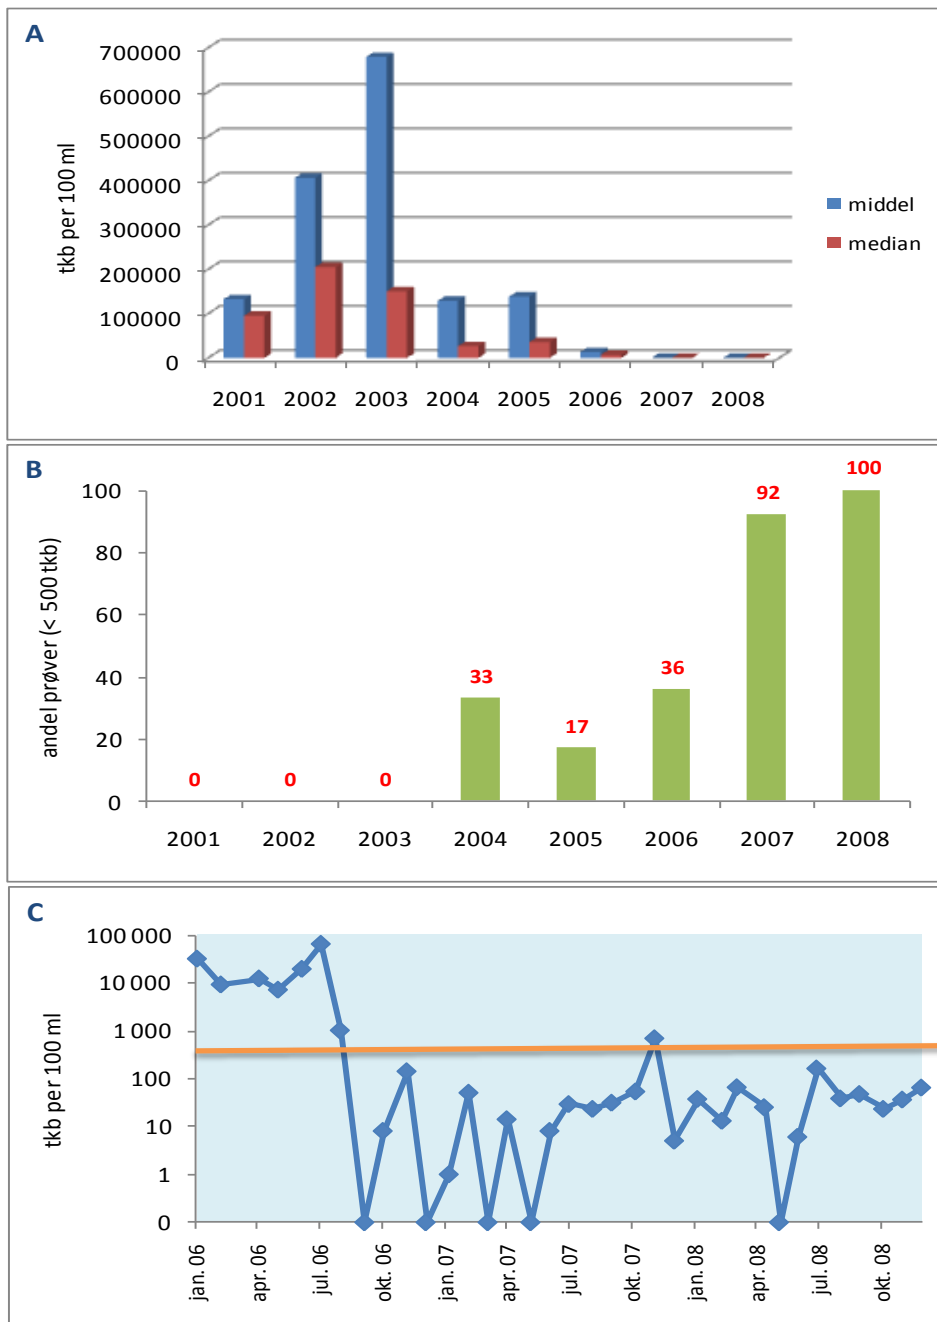 A
tkb per 100 ml
700000
600000
500000
400000
300000
200000
100000
0
2001 2002 2003 2004 2005 2006 2007 2008
middel
median
B
andel prøver (< 500 tkb)
100
80
60
40
20
0
0 0 0 33 17 36 92 100
2001 2002 2003 2004 2005 2006 2007 2008
C
tkb per 100 ml
100 000
10 000
1 000
100
10
1
0
jan. 06 apr. 06 jul. 06 okt. 06 jan. 07 apr. 07 jul. 07 okt. 07 jan. 08 apr. 08 jul. 08 okt. 08